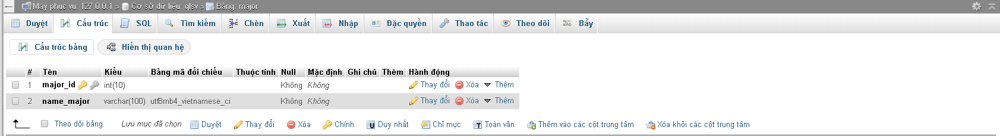 Máy phục vụ: 127.0.0.1 » Cơ sở dữ liệu: qlsv » Bảng: major
Duyệt Cấu trúc SQL Tìm kiếm Chèn Xuất Nhập Đặc quyền Thao tác Theo dõi Bẫy
Cấu trúc bảng Hiển thị quan hệ
# Tên Kiểu Bảng mã đối chiếu Thuộc tính Null Mặc định Ghi chú Thêm Hành động
1 major_id int(10) Không Không Thay đổi Xóa Thêm
2 name_major varchar(100) utf8mb4_vietnamese_ci Không Không Thay đổi Xóa Thêm
Theo dõi bảng Lưu mục đã chọn Duyệt Thay đổi Xóa Chính Duy nhất Chỉ mục Toàn văn Thêm vào các cột trung tâm Xóa khỏi các cột trung tâm